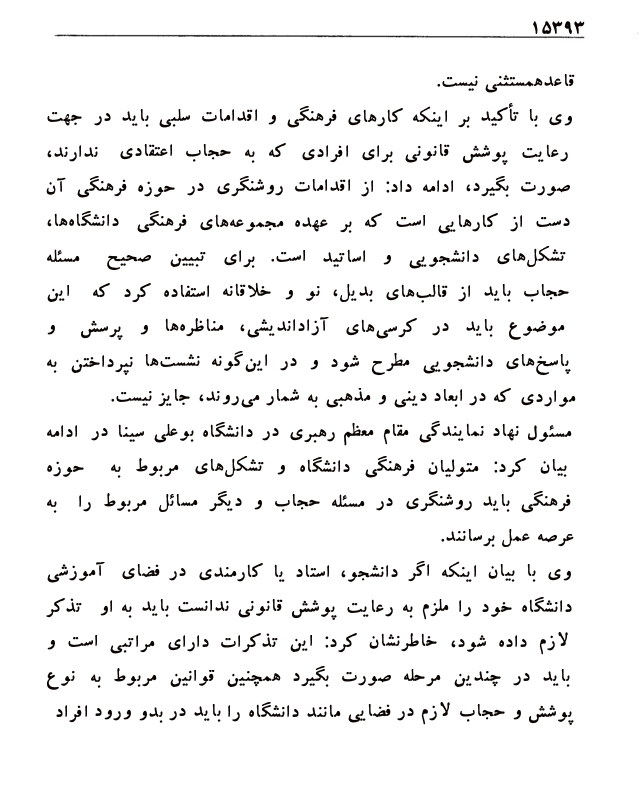 ۱۵۳۹۳
قاعدهمستثنی نیست.
وی با تأکید بر اینکه کارهای فرهنگی و اقدامات سلبی باید در جهت
رعایت پوشش قانونی برای افرادی که به حجاب اعتقادی ندارند،
صورت بگیرد، ادامه داد: از اقدامات روشنگری در حوزه فرهنگی آن
دست از کارهایی است که بر عهده مجموعه‌های فرهنگی دانشگاه‌ها،
تشکل‌های دانشجویی و اساتید است. برای تبیین صحیح مسئله
حجاب باید از قالب‌های بدیل، نو و خلاقانه استفاده کرد که این
موضوع باید در کرسی‌های آزاداندیشی، مناظره‌ها و پرسش و
پاسخ‌های دانشجویی مطرح شود و در این‌گونه نشست‌ها نپرداختن به
مواردی که در ابعاد دینی و مذهبی به شمار می‌روند، جایز نیست.
مسئول نهاد نمایندگی مقام معظم رهبری در دانشگاه بوعلی سینا در ادامه
بیان کرد: متولیان فرهنگی دانشگاه و تشکل‌های مربوط به حوزه
فرهنگی باید روشنگری در مسئله حجاب و دیگر مسائل مربوط را به
عرصه عمل برسانند.
وی با بیان اینکه اگر دانشجو، استاد یا کارمندی در فضای آموزشی
دانشگاه خود را ملزم به رعایت پوشش قانونی ندانست باید به او تذکر
لازم داده شود، خاطرنشان کرد: این تذکرات دارای مراتبی است و
باید در چندین مرحله صورت بگیرد همچنین قوانین مربوط به نوع
پوشش و حجاب لازم در فضایی مانند دانشگاه را باید در بدو ورود افراد